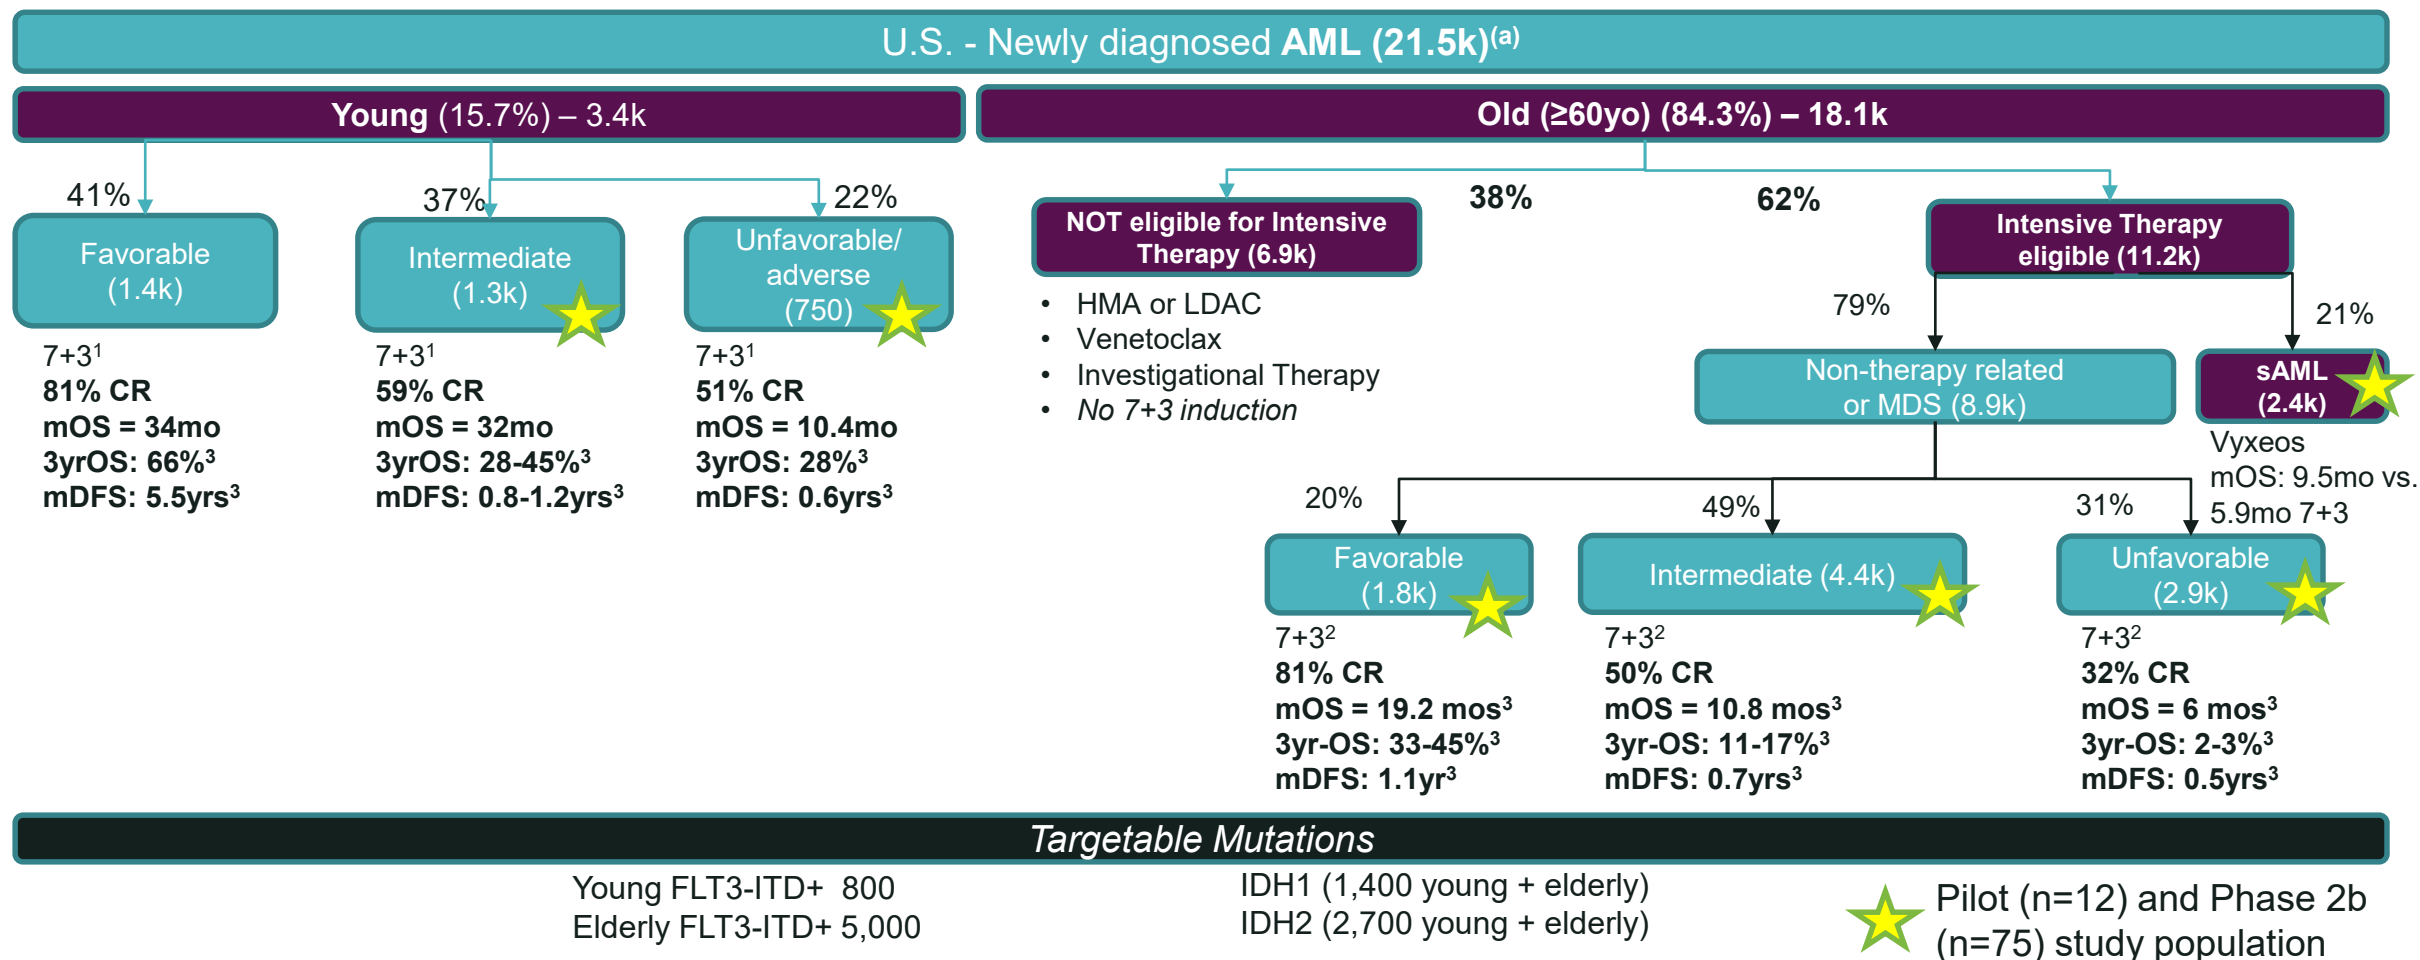 U.S. - Newly diagnosed AML (21.5k)(a)
Young (15.7%) – 3.4k
Old (≥60yo) (84.3%) – 18.1k
41%
37%
22%
38%
62%
Favorable
(1.4k)
Intermediate
(1.3k)
Unfavorable/
adverse
(750)
NOT eligible for Intensive
Therapy (6.9k)
Intensive Therapy
eligible (11.2k)
7+3¹
81% CR
mOS = 34mo
3yrOS: 66%³
mDFS: 5.5yrs³
7+3¹
59% CR
mOS = 32mo
3yrOS: 28-45%³
mDFS: 0.8-1.2yrs³
7+3¹
51% CR
mOS = 10.4mo
3yrOS: 28%³
mDFS: 0.6yrs³
• HMA or LDAC
• Venetoclax
• Investigational Therapy
• No 7+3 induction
79%
21%
Non-therapy related
or MDS (8.9k)
sAML
(2.4k)
Vyxeos
mOS: 9.5mo vs.
5.9mo 7+3
20%
49%
31%
Favorable
(1.8k)
Intermediate (4.4k)
Unfavorable
(2.9k)
7+3²
81% CR
mOS = 19.2 mos³
3yr-OS: 33-45%³
mDFS: 1.1yr³
7+3²
50% CR
mOS = 10.8 mos³
3yr-OS: 11-17%³
mDFS: 0.7yrs³
7+3²
32% CR
mOS = 6 mos³
3yr-OS: 2-3%³
mDFS: 0.5yrs³
Targetable Mutations
Young FLT3-ITD+ 800
Elderly FLT3-ITD+ 5,000
IDH1 (1,400 young + elderly)
IDH2 (2,700 young + elderly)
Pilot (n=12) and Phase 2b
(n=75) study population